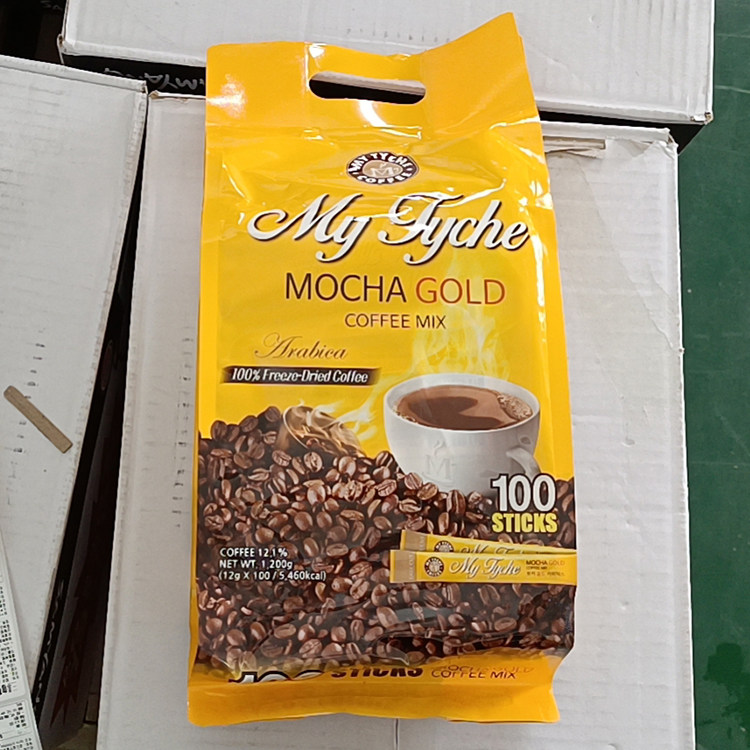 MY TYCHE
COFFEE
My Tyche
MOCHA GOLD
COFFEE MIX
Arabica
100% Freeze-Dried Coffee
100
STICKS
COFFEE 12.1%
NET WT. 1,200g
(12g X 100 / 5,460kcal)
My Tyche
MOCHA GOLD
COFFEE MIX
100 STICKS
MOCHA GOLD
COFFEE MIX